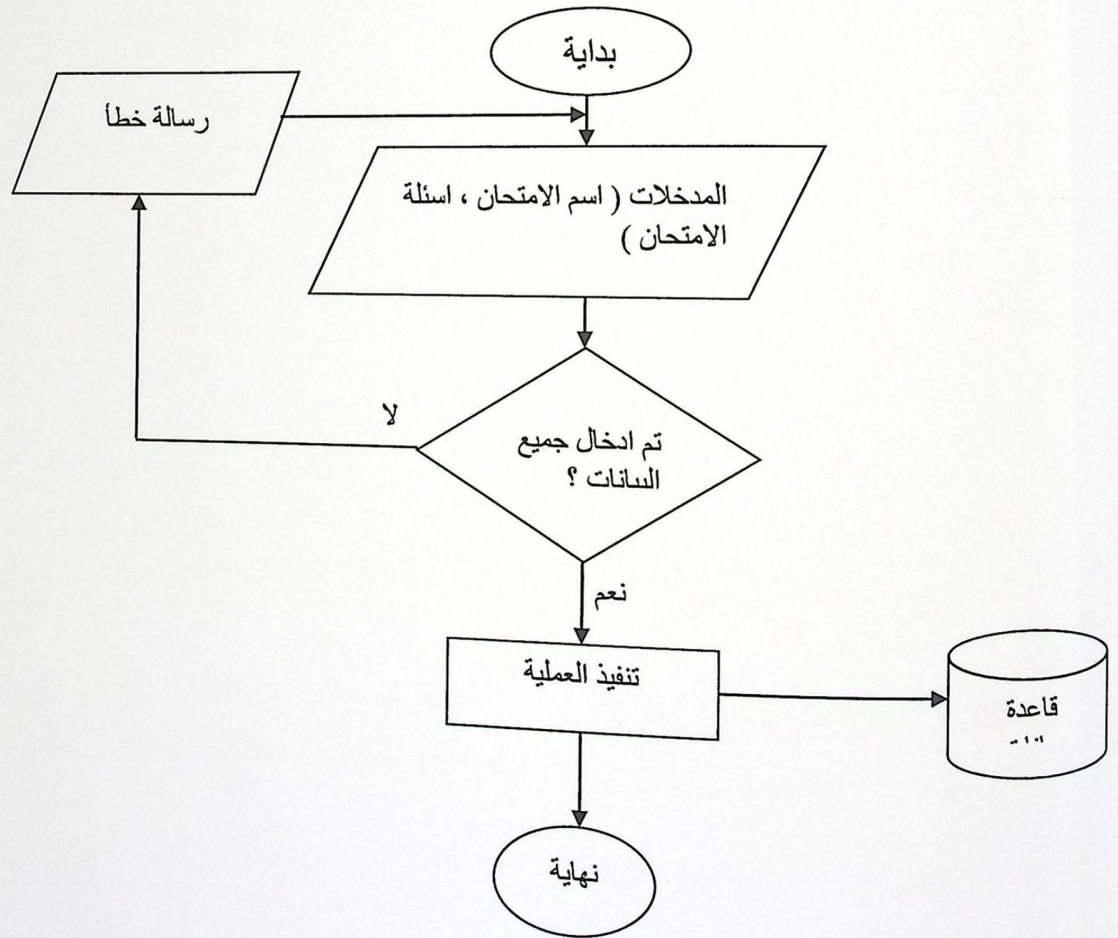 بداية
رسالة خطأ
المدخلات ( اسم الامتحان ، اسئلة
الامتحان )
تم ادخال جميع
البيانات ؟
لا
نعم
تنفيذ العملية
قاعدة
نهاية